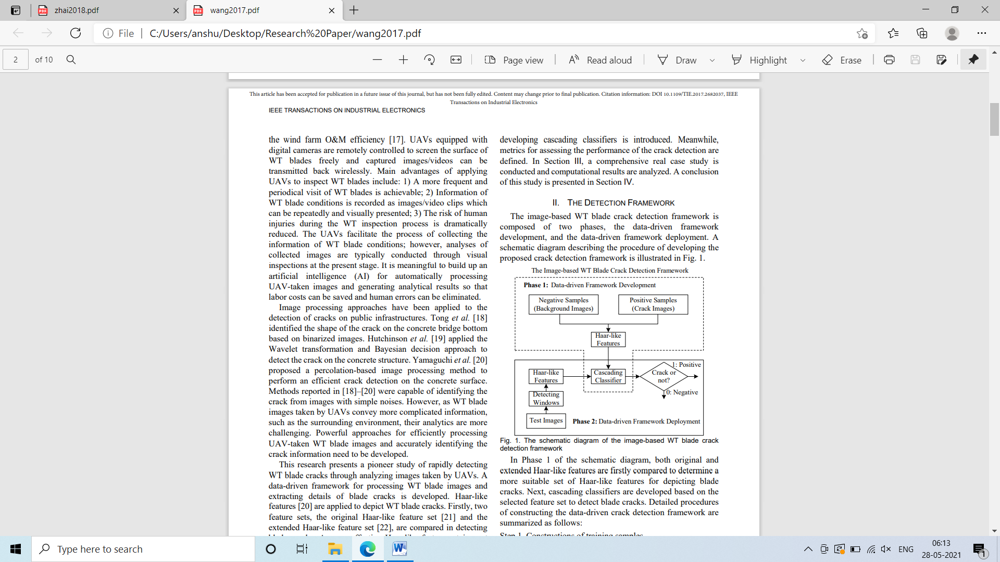 zhai2018.pdf
wang2017.pdf
File
C:/Users/anshu/Desktop/Research%20Paper/wang2017.pdf
2 of 10
Page view
Read aloud
Draw
Highlight
Erase
This article has been accepted for publication in a future issue of this journal, but has not been fully edited. Content may change prior to final publication. Citation information: DOI 10.1109/TIE.2017.2682037, IEEE
Transactions on Industrial Electronics
IEEE TRANSACTIONS ON INDUSTRIAL ELECTRONICS
the wind farm O&M efficiency [17]. UAVs equipped with
digital cameras are remotely controlled to screen the surface of
WT blades freely and captured images/videos can be
transmitted back wirelessly. Main advantages of applying
UAVs to inspect WT blades include: 1) A more frequent and
periodical visit of WT blades is achievable; 2) Information of
WT blade conditions is recorded as images/video clips which
can be repeatedly and visually presented; 3) The risk of human
injuries during the WT inspection process is dramatically
reduced. The UAVs facilitate the process of collecting the
information of WT blade conditions; however, analyses of
collected images are typically conducted through visual
inspections at the present stage. It is meaningful to build up an
artificial intelligence (AI) for automatically processing
UAV-taken images and generating analytical results so that
labor costs can be saved and human errors can be eliminated.
Image processing approaches have been applied to the
detection of cracks on public infrastructures. Tong et al. [18]
identified the shape of the crack on the concrete bridge bottom
based on binarized images. Hutchinson et al. [19] applied the
Wavelet transformation and Bayesian decision approach to
detect the crack on the concrete structure. Yamaguchi et al. [20]
proposed a percolation-based image processing method to
perform an efficient crack detection on the concrete surface.
Methods reported in [18]–[20] were capable of identifying the
crack from images with simple noises. However, as WT blade
images taken by UAVs convey more complicated information,
such as the surrounding environment, their analytics are more
challenging. Powerful approaches for efficiently processing
UAV-taken WT blade images and accurately identifying the
crack information need to be developed.
This research presents a pioneer study of rapidly detecting
WT blade cracks through analyzing images taken by UAVs. A
data-driven framework for processing WT blade images and
extracting details of blade cracks is developed. Haar-like
features [20] are applied to depict WT blade cracks. Firstly, two
feature sets, the original Haar-like feature set [21] and the
extended Haar-like feature set [22], are compared in detecting
developing cascading classifiers is introduced. Meanwhile,
metrics for assessing the performance of the crack detection are
defined. In Section III, a comprehensive real case study is
conducted and computational results are analyzed. A conclusion
of this study is presented in Section IV.
II. THE DETECTION FRAMEWORK
The image-based WT blade crack detection framework is
composed of two phases, the data-driven framework
development, and the data-driven framework deployment. A
schematic diagram describing the procedure of developing the
proposed crack detection framework is illustrated in Fig. 1.
The Image-based WT Blade Crack Detection Framework
Phase 1: Data-driven Framework Development
Negative Samples
(Background Images)
Positive Samples
(Crack Images)
Haar-like
Features
Haar-like
Features
Cascading
Classifier
Crack or
not?
1: Positive
0: Negative
Detecting
Windows
Test Images
Phase 2: Data-driven Framework Deployment
Fig. 1. The schematic diagram of the image-based WT blade crack
detection framework
In Phase 1 of the schematic diagram, both original and
extended Haar-like features are firstly compared to determine a
more suitable set of Haar-like features for depicting blade
cracks. Next, cascading classifiers are developed based on the
selected feature set to detect blade cracks. Detailed procedures
of constructing the data-driven crack detection framework are
summarized as follows:
Step 1. Constructions of training samples
Type here to search
ENG
06:13
28-05-2021
1